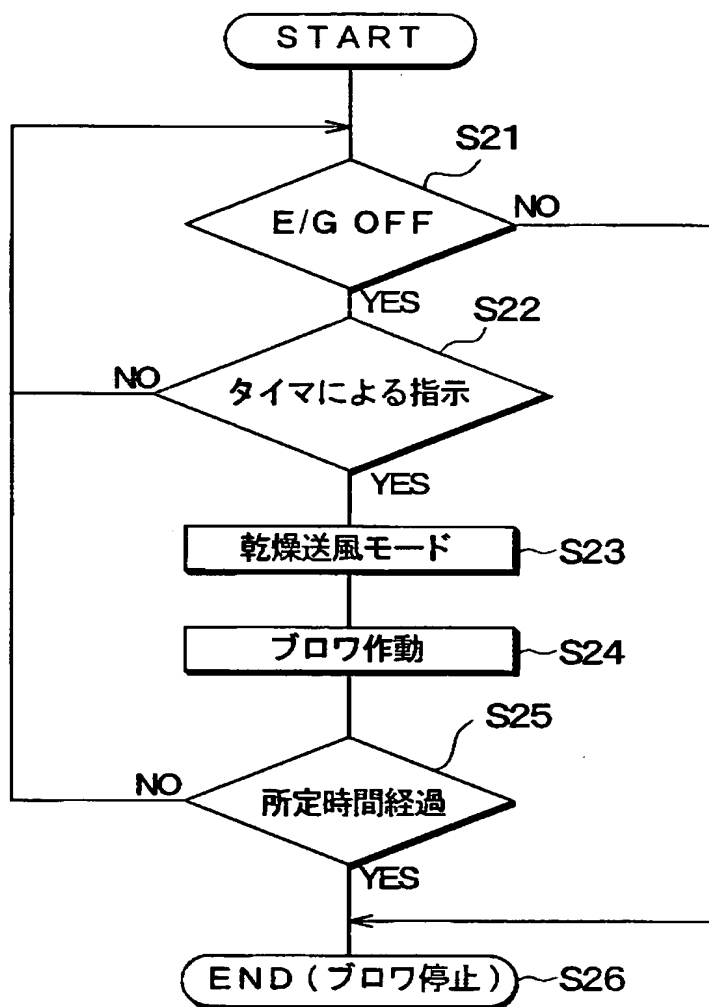 START
S21
E/G OFF
NO
YES
S22
NO
タイマによる指示
YES
乾燥送風モード
S23
ブロワ作動
S24
S25
NO
所定時間経過
YES
END(ブロワ停止)
S26